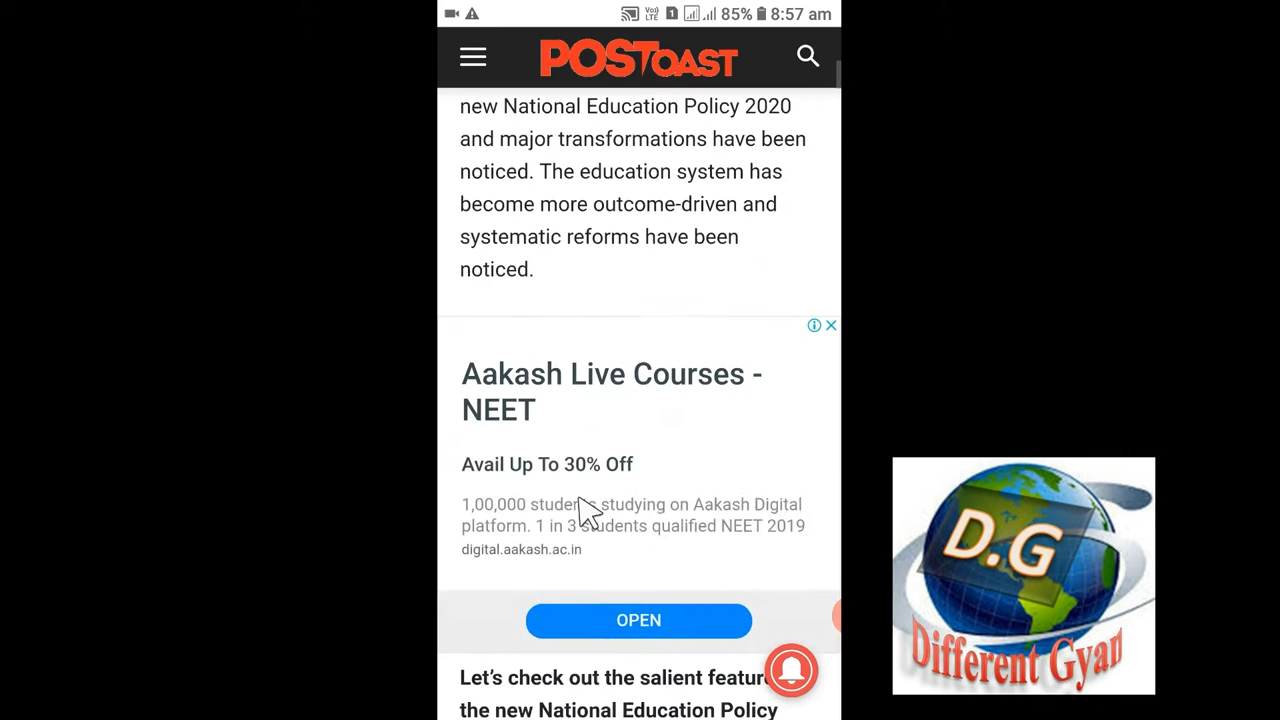 Vo)) LTE 1 85% 8:57 am
POSTOAST
new National Education Policy 2020
and major transformations have been
noticed. The education system has
become more outcome-driven and
systematic reforms have been
noticed.
Aakash Live Courses -
NEET
Avail Up To 30% Off
1,00,000 students studying on Aakash Digital
platform. 1 in 3 students qualified NEET 2019
digital.aakash.ac.in
OPEN
Let’s check out the salient
the new National Education Policy
D.G
Different Gyan